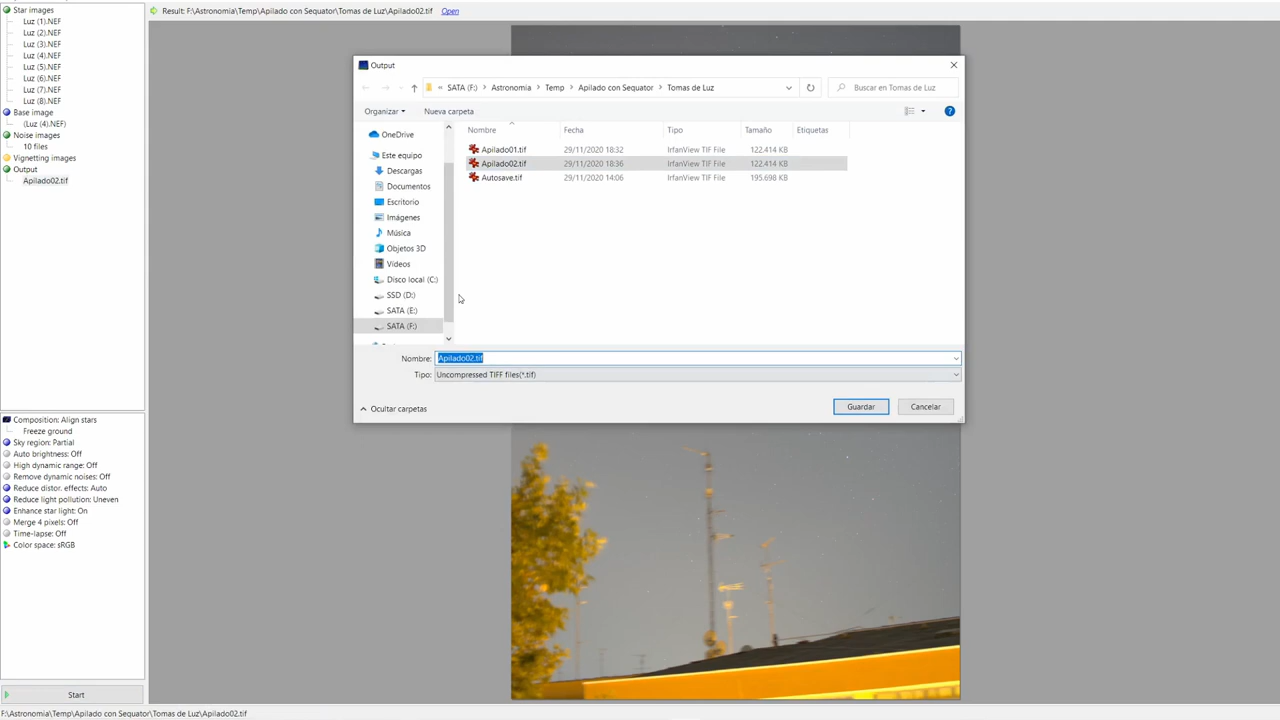 Star images
Luz (1).NEF
Luz (2).NEF
Luz (3).NEF
Luz (4).NEF
Luz (5).NEF
Luz (6).NEF
Luz (7).NEF
Luz (8).NEF
Base image
(Luz (4).NEF)
Noise images
10 files
Vignetting images
Output
Apilado02.tif
Composition: Align stars
Freeze ground
Sky region: Partial
Auto brightness: Off
High dynamic range: Off
Remove dynamic noises: Off
Reduce distor. effects: Auto
Reduce light pollution: Uneven
Enhance star light: On
Merge 4 pixels: Off
Time-lapse: Off
Color space: sRGB
Start
Result: F:\Astronomia\Temp\Apilado con Sequator\Tomas de Luz\Apilado02.tif Open
Output
« SATA (F:) > Astronomia > Temp > Apilado con Sequator > Tomas de Luz
Buscar en Tomas de Luz
Organizar Nueva carpeta
OneDrive
Este equipo
Descargas
Documentos
Escritorio
Imágenes
Música
Objetos 3D
Vídeos
Disco local (C:)
SSD (D:)
SATA (E:)
SATA (F:)
Nombre Fecha Tipo Tamaño Etiquetas
Apilado01.tif 29/11/2020 18:32 IrfanView TIF File 122.414 KB
Apilado02.tif 29/11/2020 18:36 IrfanView TIF File 122.414 KB
Autosave.tif 29/11/2020 14:06 IrfanView TIF File 195.698 KB
Nombre: Apilado02.tif
Tipo: Uncompressed TIFF files(*.tif)
Ocultar carpetas Guardar Cancelar
F:\Astronomia\Temp\Apilado con Sequator\Tomas de Luz\Apilado02.tif